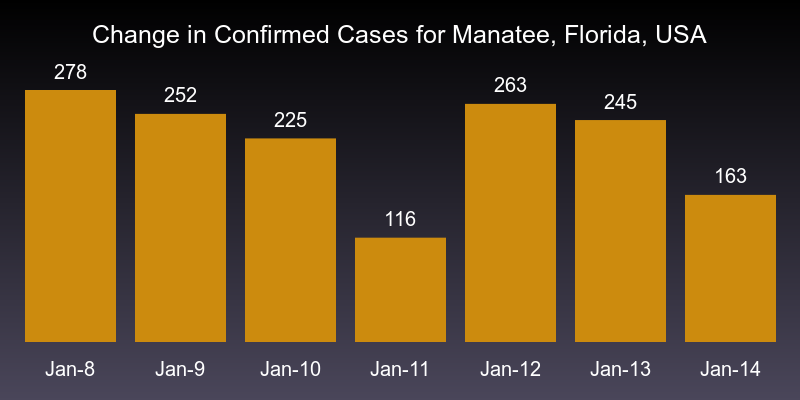 Change in Confirmed Cases for Manatee, Florida, USA
278
252
225
116
263
245
163
Jan-8
Jan-9
Jan-10
Jan-11
Jan-12
Jan-13
Jan-14